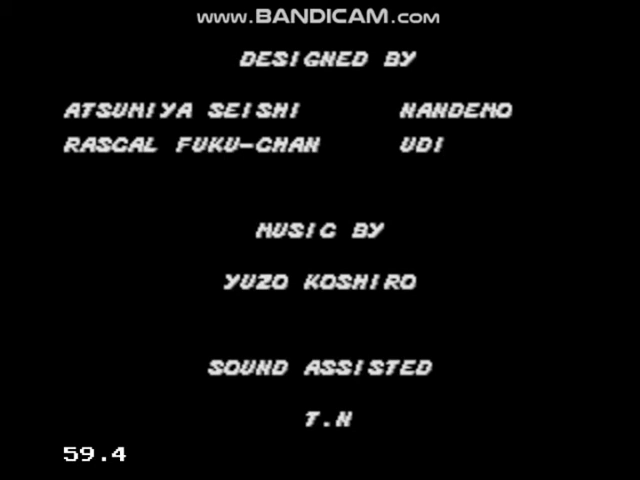 www.BANDICAM.com
DESIGNED BY
ATSUMIYA SEISHI NANDEMO
RASCAL FUKU-CHAN UDI
MUSIC BY
YUZO KOSHIRO
SOUND ASSISTED
T.N
59.4